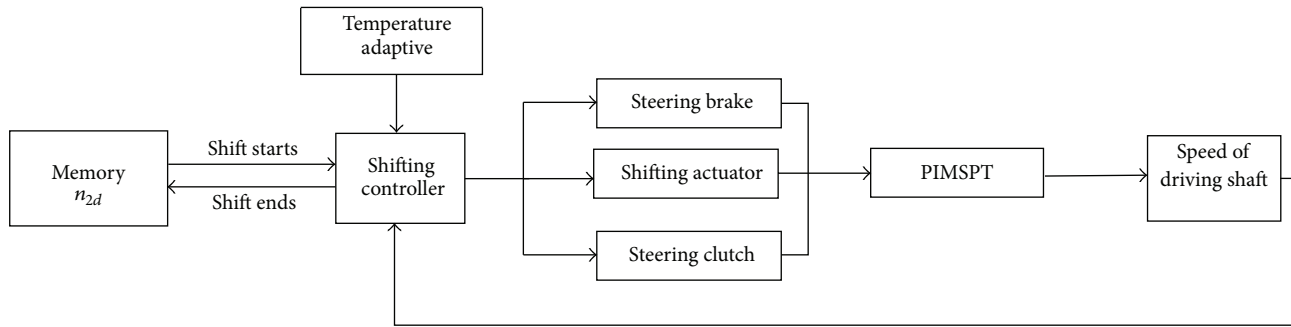 Temperature
adaptive
Memory
n2d
Shift starts
Shift ends
Shifting
controller
Steering brake
Shifting actuator
Steering clutch
PIMSPT
Speed of
driving shaft